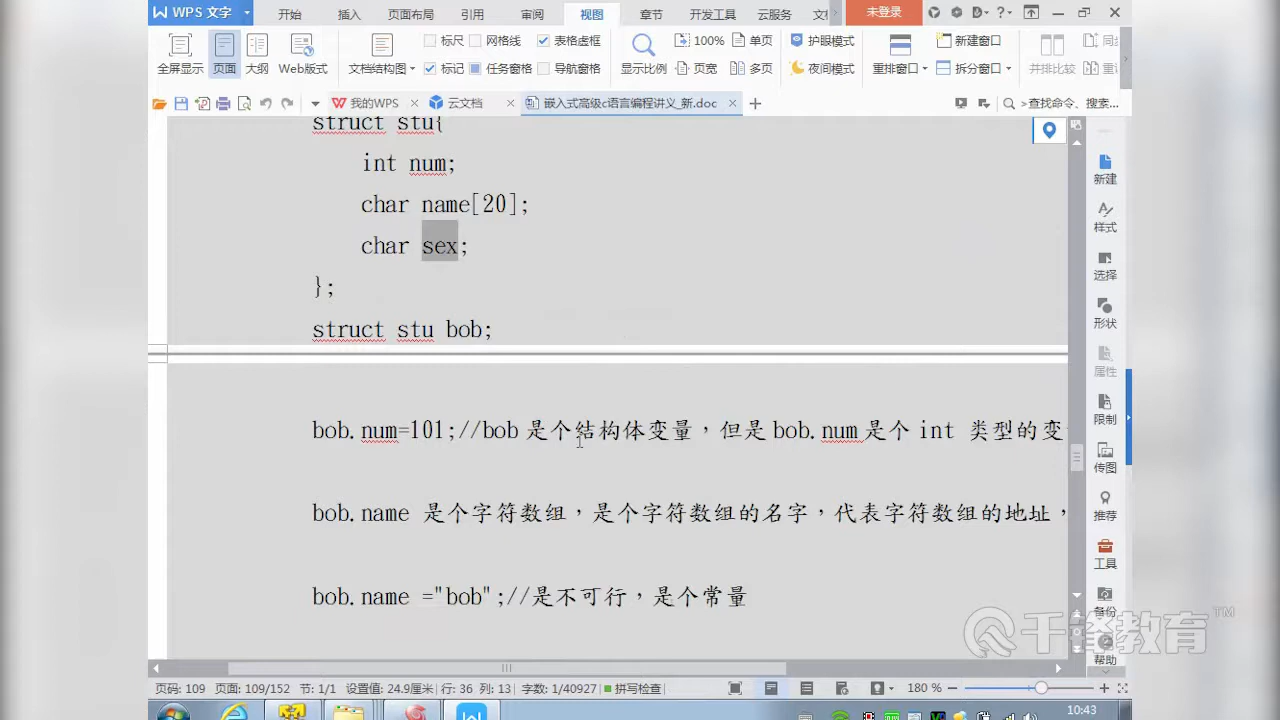 WPS 文字
开始
插入
页面布局
引用
审阅
视图
章节
开发工具
云服务
未登录
标尺
网格线
表格虚框
100%
单页
护眼模式
新建窗口
全屏显示
页面
大纲
Web版式
文档结构图
标记
任务窗格
导航窗格
显示比例
页宽
多页
夜间模式
重排窗口
拆分窗口
并排比较
我的WPS
云文档
嵌入式高级c语言编程讲义_新.doc
>查找命令、搜索...
struct stu{
int num;
char name[20];
char sex;
};
struct stu bob;
bob.num=101;//bob 是个结构体变量，但是 bob.num 是个 int 类型的变
bob.name 是个字符数组，是个字符数组的名字，代表字符数组的地址，
bob.name ="bob";//是不可行，是个常量
新建
样式
选择
形状
属性
限制
传图
推荐
工具
备份
帮助
千锋教育 TM
页码: 109 页面: 109/152 节: 1/1 设置值: 24.9厘米 行: 36 列: 13 字数: 1/40927 拼写检查 180 %
10:43